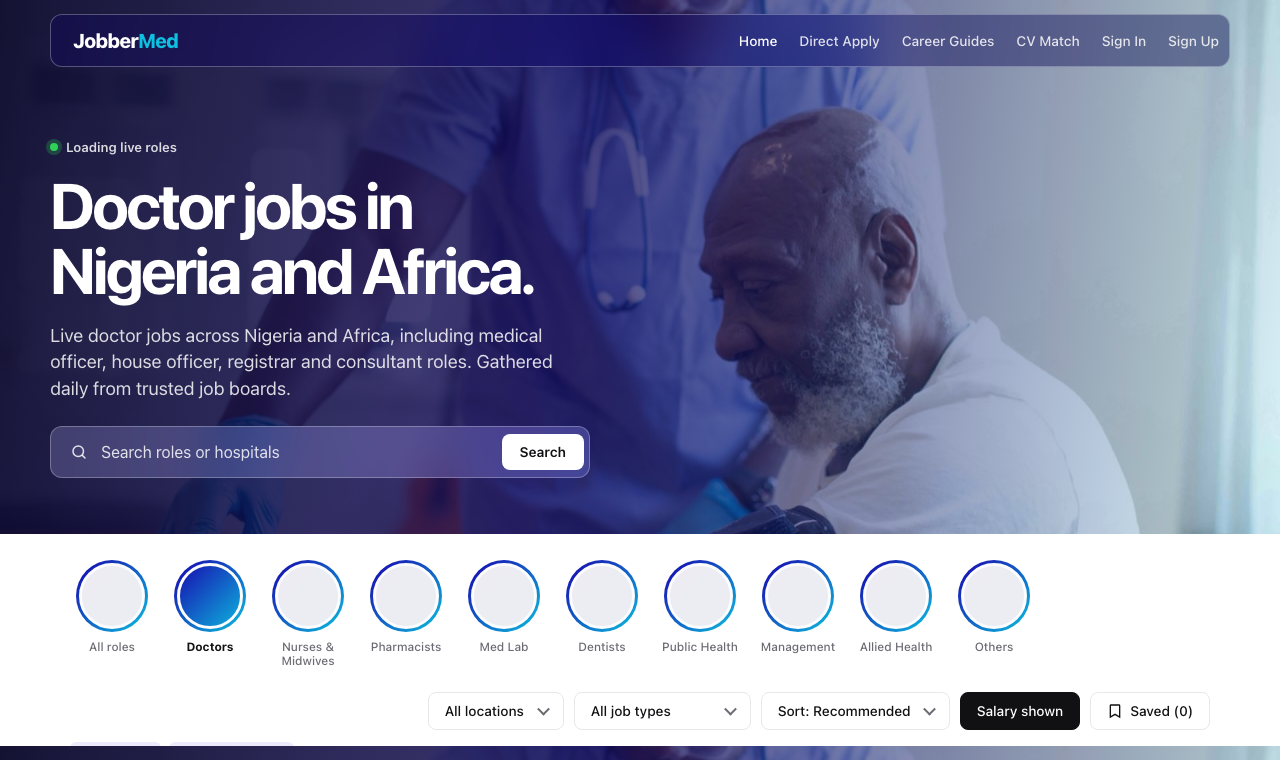 JobberMed
Home Direct Apply Career Guides CV Match Sign In Sign Up
Loading live roles
Doctor jobs in
Nigeria and Africa.
Live doctor jobs across Nigeria and Africa, including medical
officer, house officer, registrar and consultant roles. Gathered
daily from trusted job boards.
Search roles or hospitals
Search
All roles
Doctors
Nurses &
Midwives
Pharmacists
Med Lab
Dentists
Public Health
Management
Allied Health
Others
All locations
All job types
Sort: Recommended
Salary shown
Saved (0)